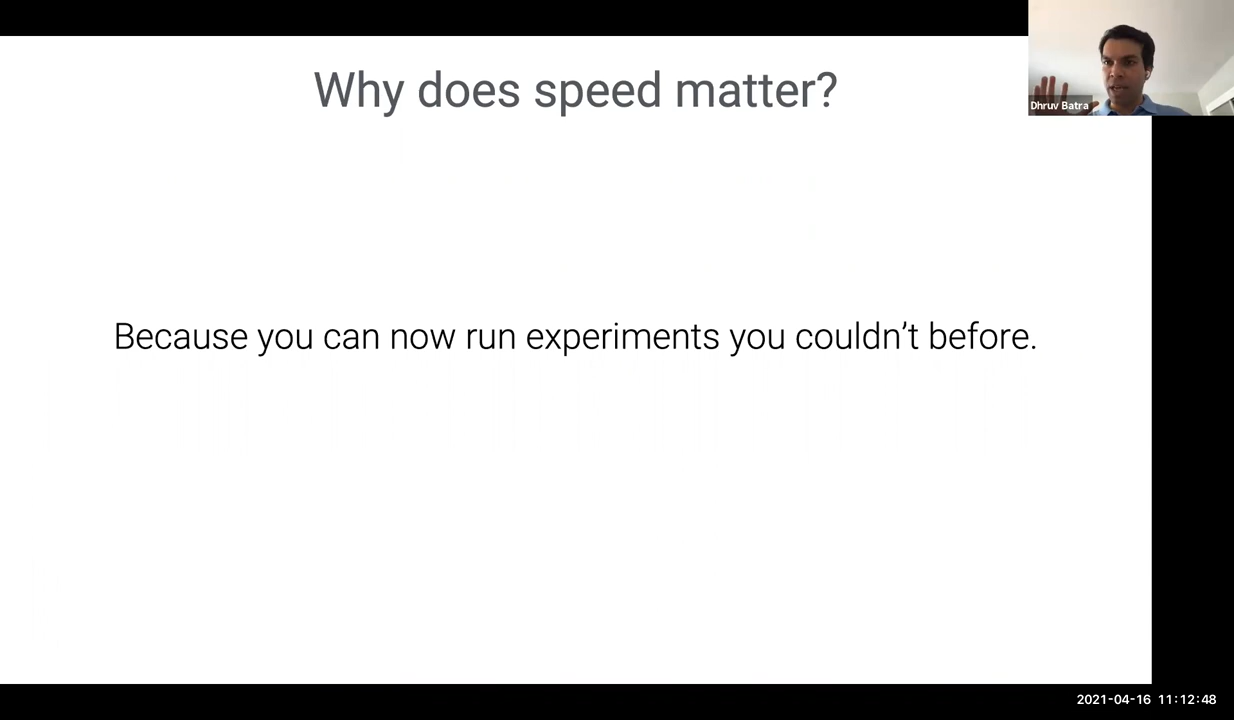 Why does speed matter?
Dhruv Batra
Because you can now run experiments you couldn’t before.
2021-04-16 11:12:48